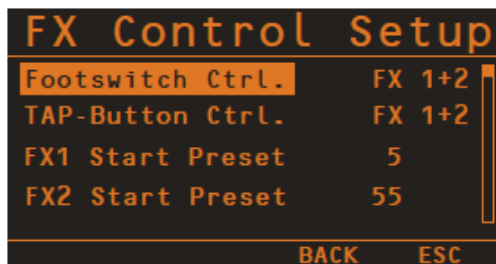 FX Control Setup
Footswitch Ctrl. FX 1+2
TAP-Button Ctrl. FX 1+2
FX1 Start Preset 5
FX2 Start Preset 55
BACK ESC